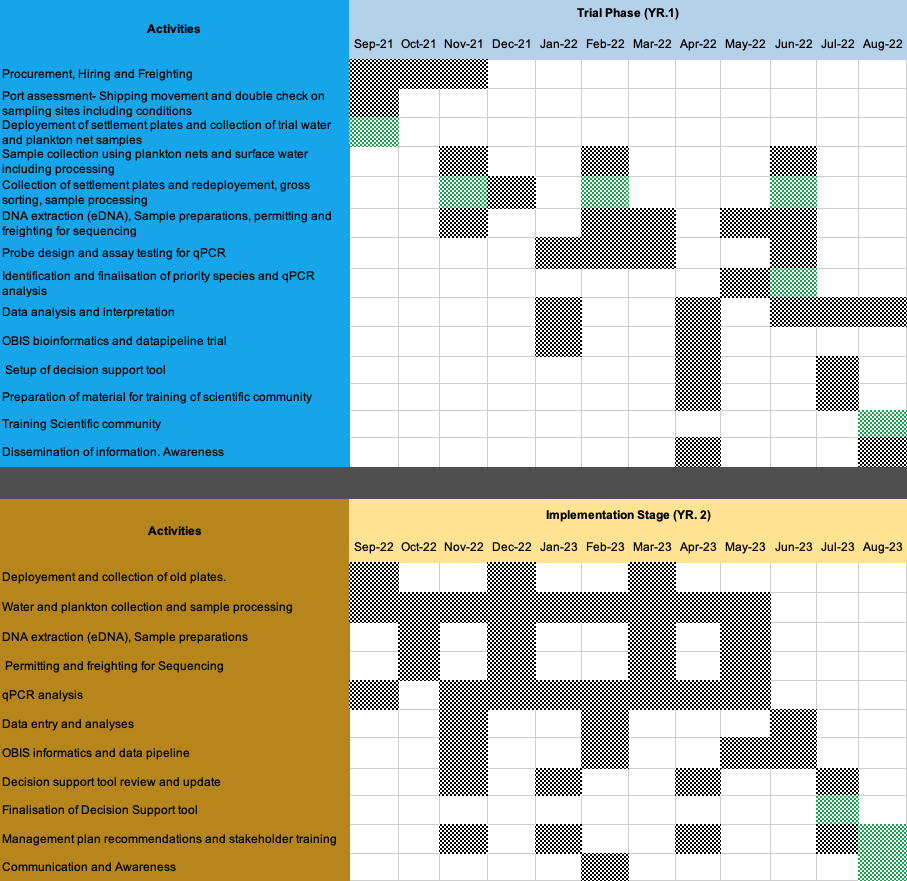 Trial Phase (YR.1)
Activities
Sep-21 Oct-21 Nov-21 Dec-21 Jan-22 Feb-22 Mar-22 Apr-22 May-22 Jun-22 Jul-22 Aug-22
Procurement, Hiring and Freighting
Port assessment- Shipping movement and double check on
sampling sites including conditions
Deployement of settlement plates and collection of trial water
and plankton net samples
Sample collection using plankton nets and surface water
including processing
Collection of settlement plates and redeployement, gross
sorting, sample processing
DNA extraction (eDNA), Sample preparations, permitting and
freighting for sequencing
Probe design and assay testing for qPCR
Identification and finalisation of priority species and qPCR
analysis
Data analysis and interpretation
OBIS bioinformatics and datapipeline trial
Setup of decision support tool
Preparation of material for training of scientific community
Training Scientific community
Dissemination of information. Awareness
Implementation Stage (YR. 2)
Activities
Sep-22 Oct-22 Nov-22 Dec-22 Jan-23 Feb-23 Mar-23 Apr-23 May-23 Jun-23 Jul-23 Aug-23
Deployement and collection of old plates.
Water and plankton collection and sample processing
DNA extraction (eDNA), Sample preparations
Permitting and freighting for Sequencing
qPCR analysis
Data entry and analyses
OBIS informatics and data pipeline
Decision support tool review and update
Finalisation of Decision Support tool
Management plan recommendations and stakeholder training
Communication and Awareness